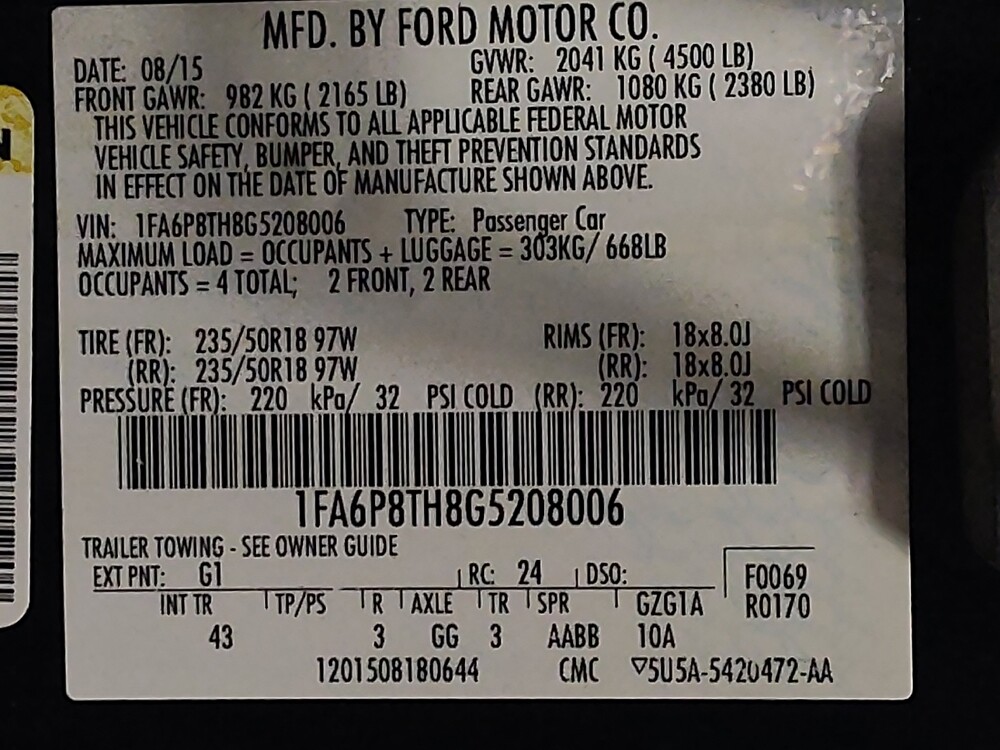 MFD. BY FORD MOTOR CO.
DATE: 08/15 GVWR: 2041 KG ( 4500 LB)
FRONT GAWR: 982 KG ( 2165 LB) REAR GAWR: 1080 KG ( 2380 LB)
THIS VEHICLE CONFORMS TO ALL APPLICABLE FEDERAL MOTOR
VEHICLE SAFETY, BUMPER, AND THEFT PREVENTION STANDARDS
IN EFFECT ON THE DATE OF MANUFACTURE SHOWN ABOVE.
VIN: 1FA6P8TH8G5208006 TYPE: Passenger Car
MAXIMUM LOAD = OCCUPANTS + LUGGAGE = 303KG/ 668LB
OCCUPANTS = 4 TOTAL; 2 FRONT, 2 REAR
TIRE (FR): 235/50R18 97W RIMS (FR): 18x8.0J
(RR): 235/50R18 97W (RR): 18x8.0J
PRESSURE (FR): 220 kPa/ 32 PSI COLD (RR): 220 kPa/ 32 PSI COLD
1FA6P8TH8G5208006
TRAILER TOWING - SEE OWNER GUIDE
EXT PNT: G1 RC: 24 DSO: F0069
INT TR TP/PS R AXLE TR SPR GZG1A R0170
43 3 GG 3 AABB 10A
1201508180644 CMC ▽5U5A-5420472-AA